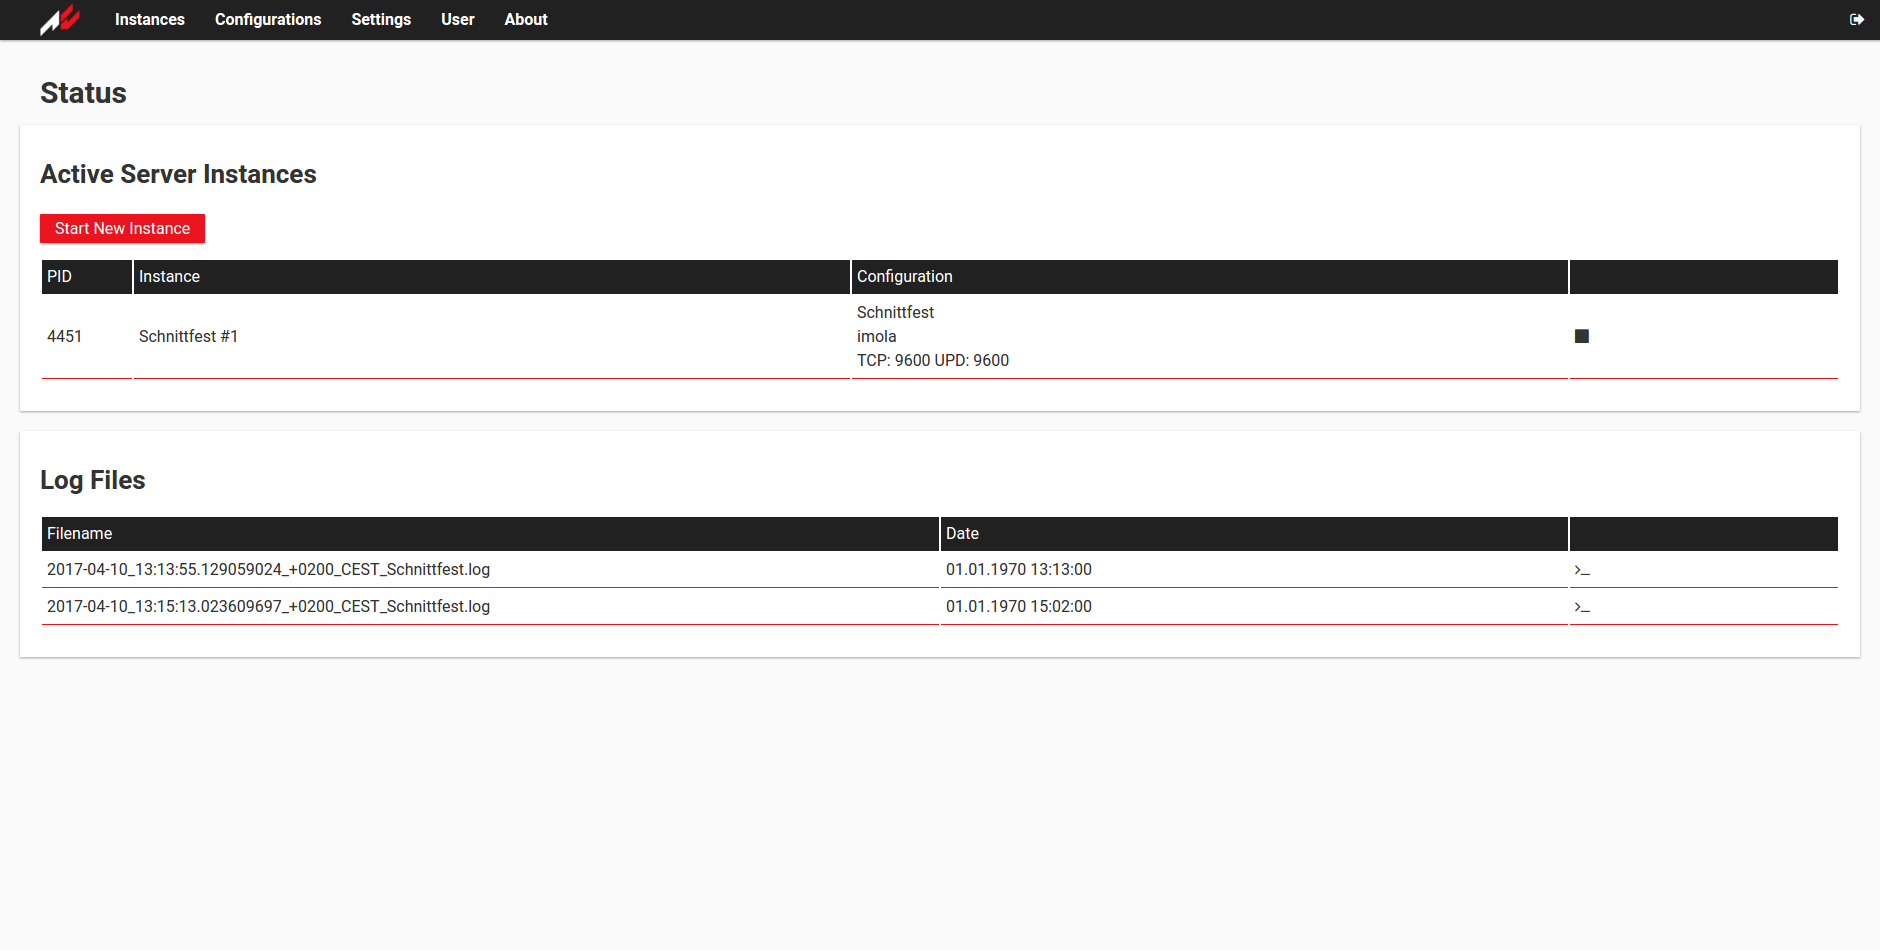 Instances Configurations Settings User About
Status
Active Server Instances
Start New Instance
PID Instance Configuration
4451 Schnittfest #1 Schnittfest
imola
TCP: 9600 UPD: 9600
Log Files
Filename Date
2017-04-10_13:13:55.129059024_+0200_CEST_Schnittfest.log 01.01.1970 13:13:00
2017-04-10_13:15:13.023609697_+0200_CEST_Schnittfest.log 01.01.1970 15:02:00